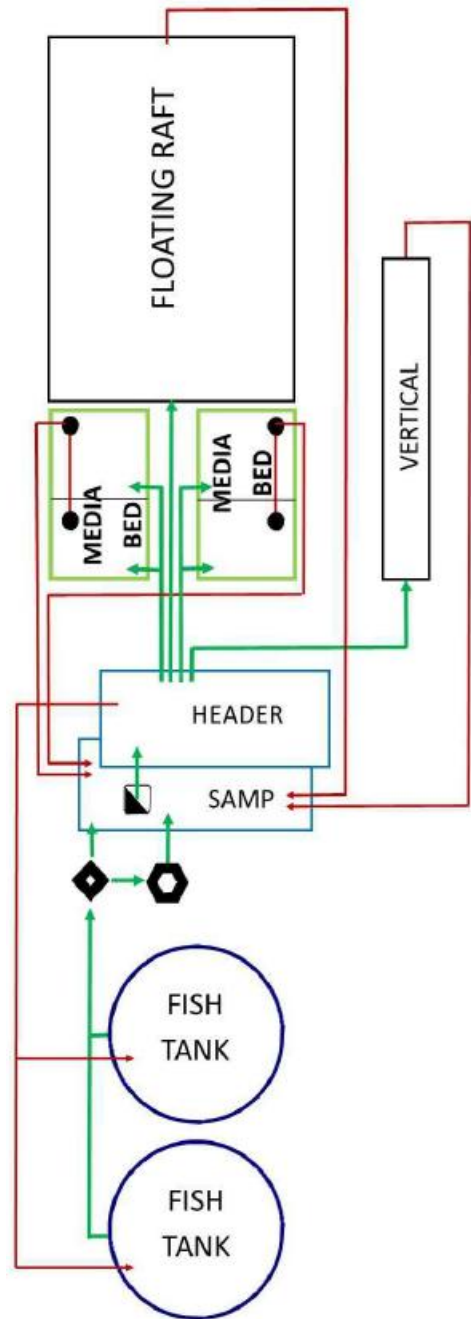 FLOATING RAFT
MEDIA
BED
MEDIA
BED
VERTICAL
HEADER
SAMP
FISH
TANK
FISH
TANK